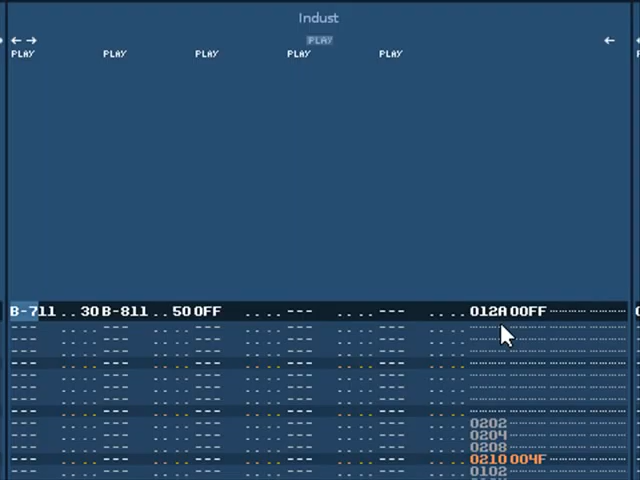 Indust
PLAY
PLAY PLAY PLAY PLAY PLAY
B-711 .. 30 B-811 .. 50 OFF .... --- .... --- .... 012A 00FF
--- .... --- .... --- .... --- .... --- ....
--- .... --- .... --- .... --- .... --- ....
--- .... --- .... --- .... --- .... --- ....
--- .... --- .... --- .... --- .... --- ....
--- .... --- .... --- .... --- .... --- ....
--- .... --- .... --- .... --- .... --- ....
--- .... --- .... --- .... --- .... --- ....
--- .... --- .... --- .... --- .... --- ....
--- .... --- .... --- .... --- .... --- .... 0202
--- .... --- .... --- .... --- .... --- .... 0204
--- .... --- .... --- .... --- .... --- .... 0208
--- .... --- .... --- .... --- .... --- .... 0210 004F
--- .... --- .... --- .... --- .... --- .... 0102